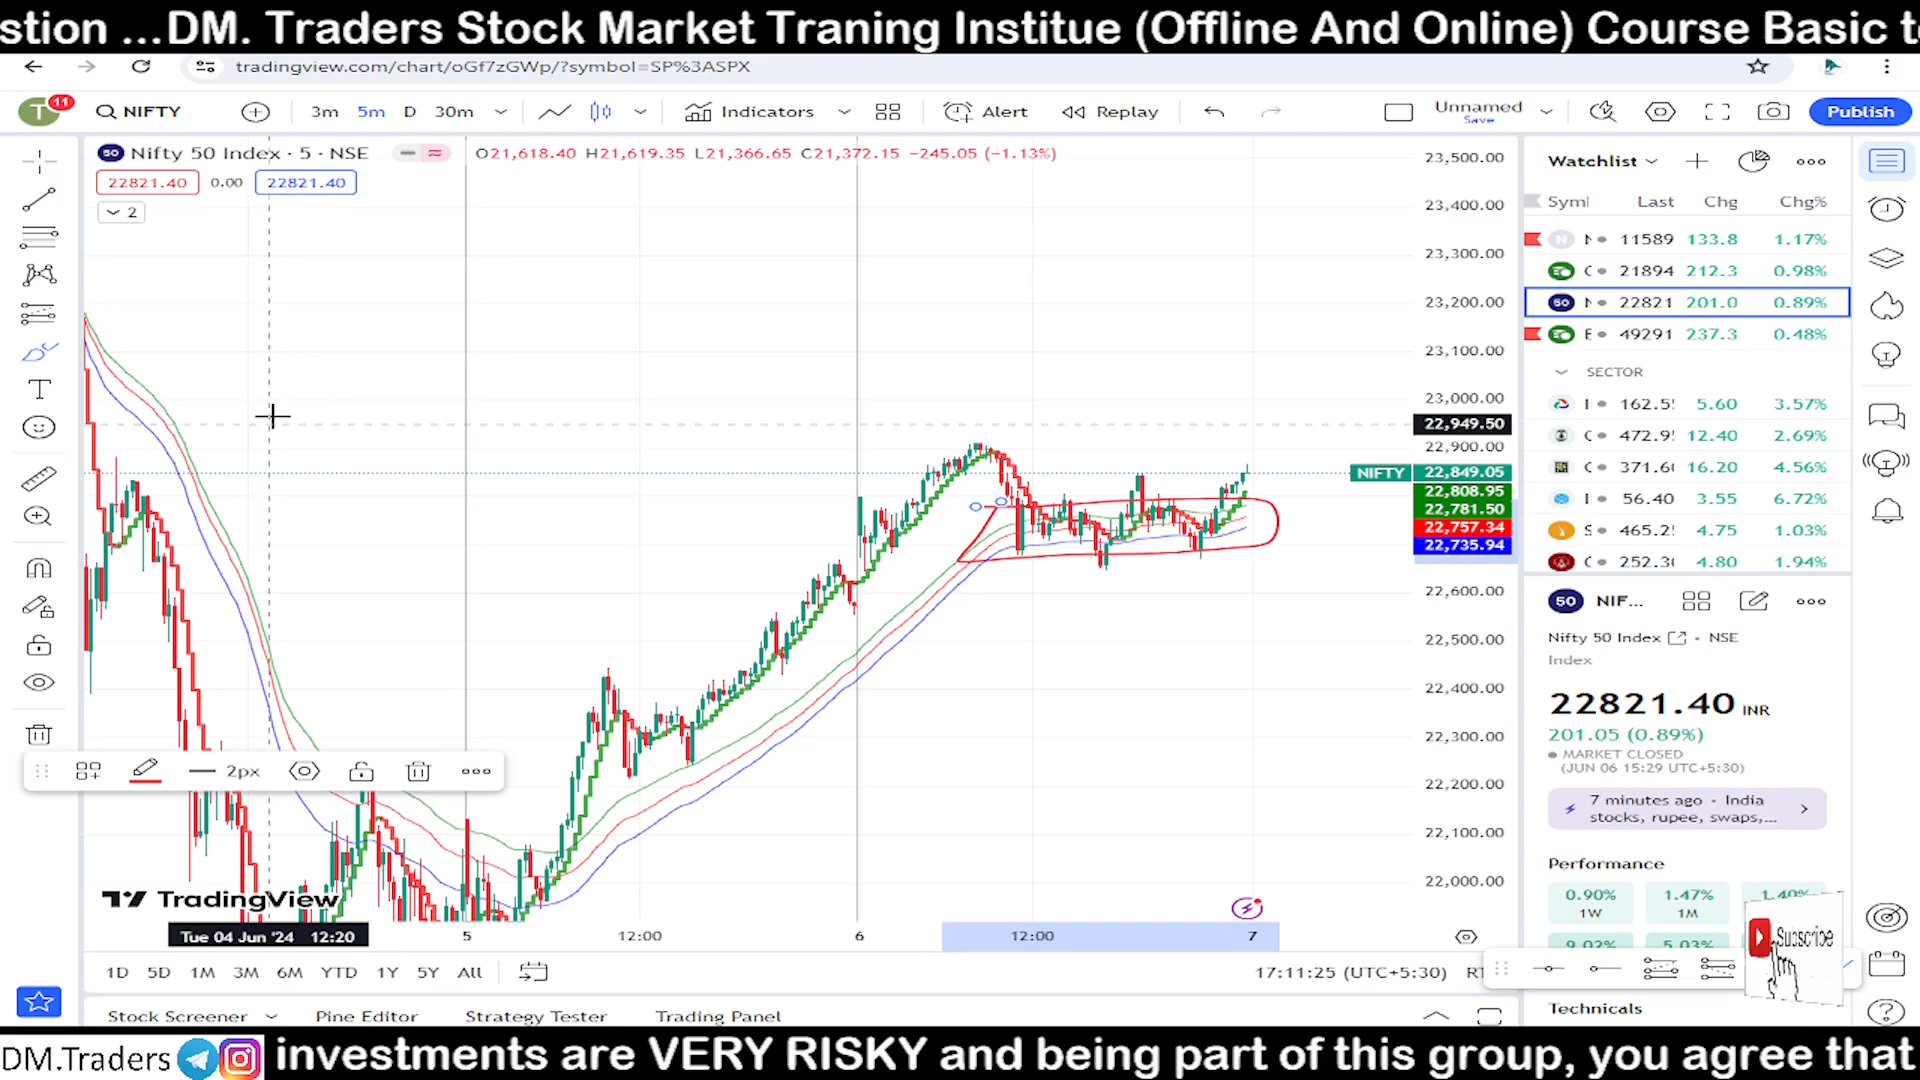 stion ...DM. Traders Stock Market Traning Institue (Offline And Online) Course Basic t
tradingview.com/chart/oGf7zGWp/?symbol=SP%3ASPX
T 11 NIFTY 3m 5m D 30m Indicators Alert Replay Unnamed Save Publish
50 Nifty 50 Index · 5 · NSE O21,618.40 H21,619.35 L21,366.65 C21,372.15 −245.05 (−1.13%)
22821.40 0.00 22821.40
2
23,500.00
23,400.00
23,300.00
23,200.00
23,100.00
23,000.00
22,949.50
22,900.00
NIFTY 22,849.05
22,808.95
22,781.50
22,757.34
22,735.94
22,600.00
22,500.00
22,400.00
22,300.00
22,200.00
22,100.00
22,000.00
2px
TradingView
Tue 04 Jun '24 12:20 5 12:00 6 12:00 7
1D 5D 1M 3M 6M YTD 1Y 5Y All 17:11:25 (UTC+5:30)
Stock Screener Pine Editor Strategy Tester Trading Panel
Watchlist
Symb Last Chg Chg%
N 11589 133.8 1.17%
21894 212.3 0.98%
50 22821 201.0 0.89%
49291 237.3 0.48%
SECTOR
162.5 5.60 3.57%
472.9 12.40 2.69%
371.6 16.20 4.56%
56.40 3.55 6.72%
465.2 4.75 1.03%
252.3 4.80 1.94%
50 NIF...
Nifty 50 Index · NSE
Index
22821.40 INR
201.05 (0.89%)
MARKET CLOSED
(JUN 06 15:29 UTC+5:30)
7 minutes ago · India
stocks, rupee, swaps,...
Performance
0.90% 1.47% 1.40%
1W 1M
9.02% 5.03%
Subscribe
Technicals
DM.Traders investments are VERY RISKY and being part of this group, you agree that